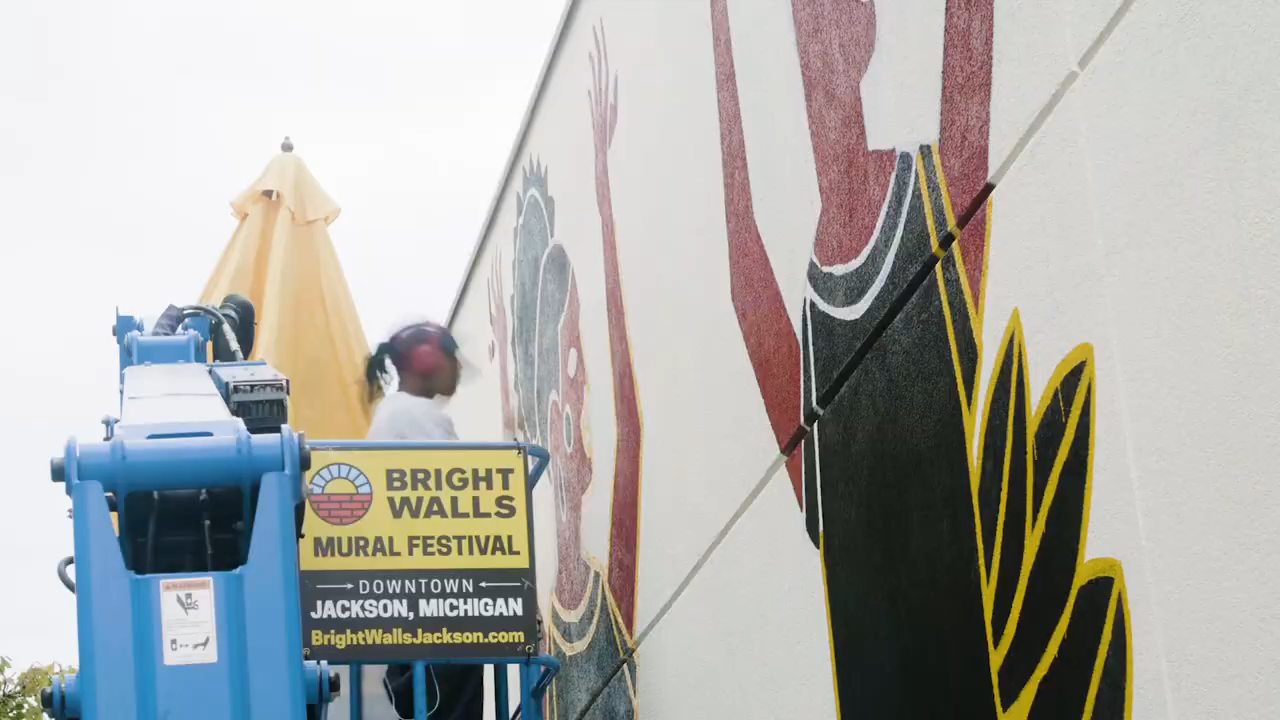 BRIGHT
WALLS
MURAL FESTIVAL
DOWNTOWN
JACKSON, MICHIGAN
BrightWallsJackson.com